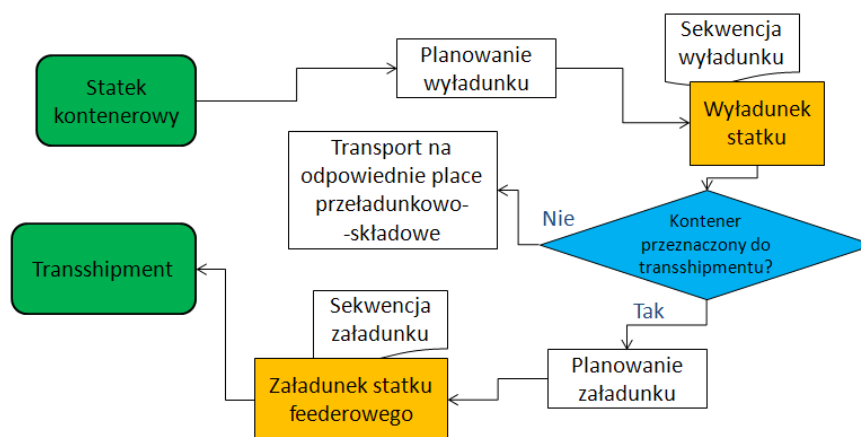 Statek
kontenerowy
Planowanie
wyładunku
Sekwencja
wyładunku
Wyładunek
statku
Transport na
odpowiednie place
przeładunkowo-
-składowe
Nie
Kontener
przeznaczony do
transshipmentu?
Tak
Transshipment
Sekwencja
załadunku
Załadunek statku
feederowego
Planowanie
załadunku